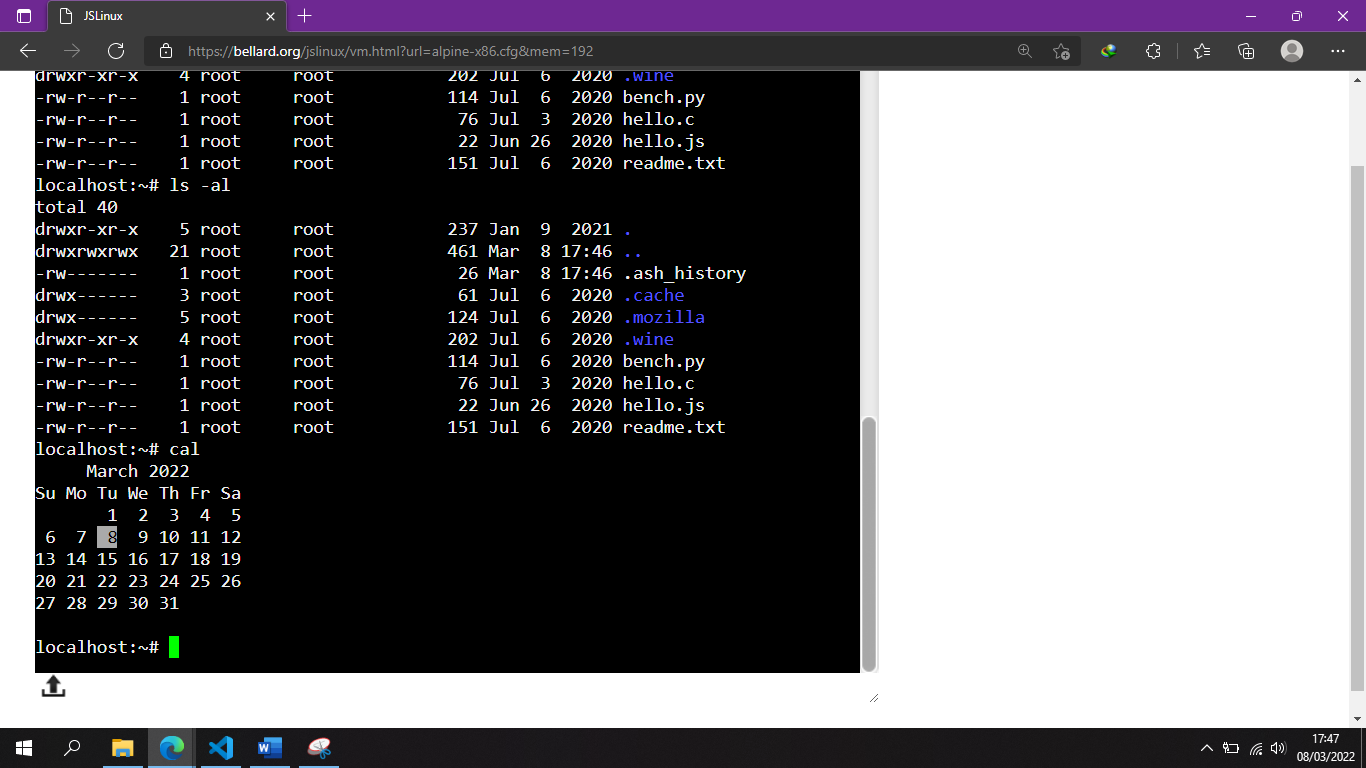 JSLinux
https://bellard.org/jslinux/vm.html?url=alpine-x86.cfg&mem=192
drwxr-xr-x    4 root     root           202 Jul  6  2020 .wine
-rw-r--r--    1 root     root           114 Jul  6  2020 bench.py
-rw-r--r--    1 root     root            76 Jul  3  2020 hello.c
-rw-r--r--    1 root     root            22 Jun 26  2020 hello.js
-rw-r--r--    1 root     root           151 Jul  6  2020 readme.txt
localhost:~# ls -al
total 40
drwxr-xr-x    5 root     root           237 Jan  9  2021 .
drwxrwxrwx   21 root     root           461 Mar  8 17:46 ..
-rw-------    1 root     root            26 Mar  8 17:46 .ash_history
drwx------    3 root     root            61 Jul  6  2020 .cache
drwx------    5 root     root           124 Jul  6  2020 .mozilla
drwxr-xr-x    4 root     root           202 Jul  6  2020 .wine
-rw-r--r--    1 root     root           114 Jul  6  2020 bench.py
-rw-r--r--    1 root     root            76 Jul  3  2020 hello.c
-rw-r--r--    1 root     root            22 Jun 26  2020 hello.js
-rw-r--r--    1 root     root           151 Jul  6  2020 readme.txt
localhost:~# cal
     March 2022
Su Mo Tu We Th Fr Sa
       1  2  3  4  5
 6  7  8  9 10 11 12
13 14 15 16 17 18 19
20 21 22 23 24 25 26
27 28 29 30 31
localhost:~#
17:47
08/03/2022